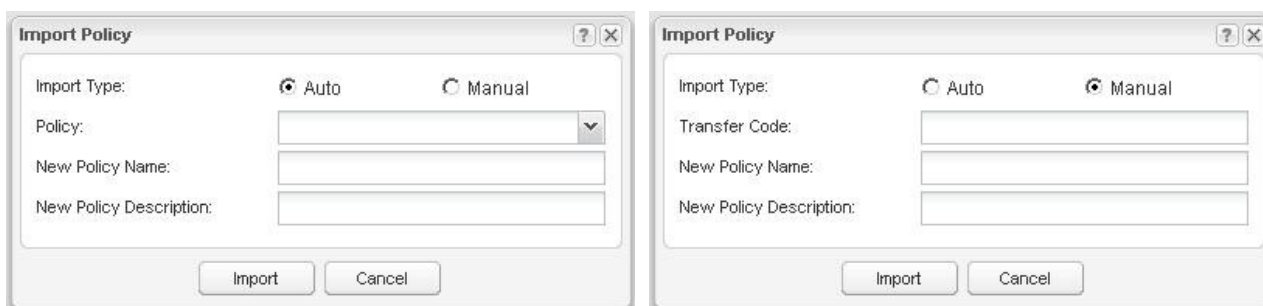 Import Policy
Import Type: Auto Manual
Policy:
New Policy Name:
New Policy Description:
Import Cancel
Import Policy
Import Type: Auto Manual
Transfer Code:
New Policy Name:
New Policy Description:
Import Cancel